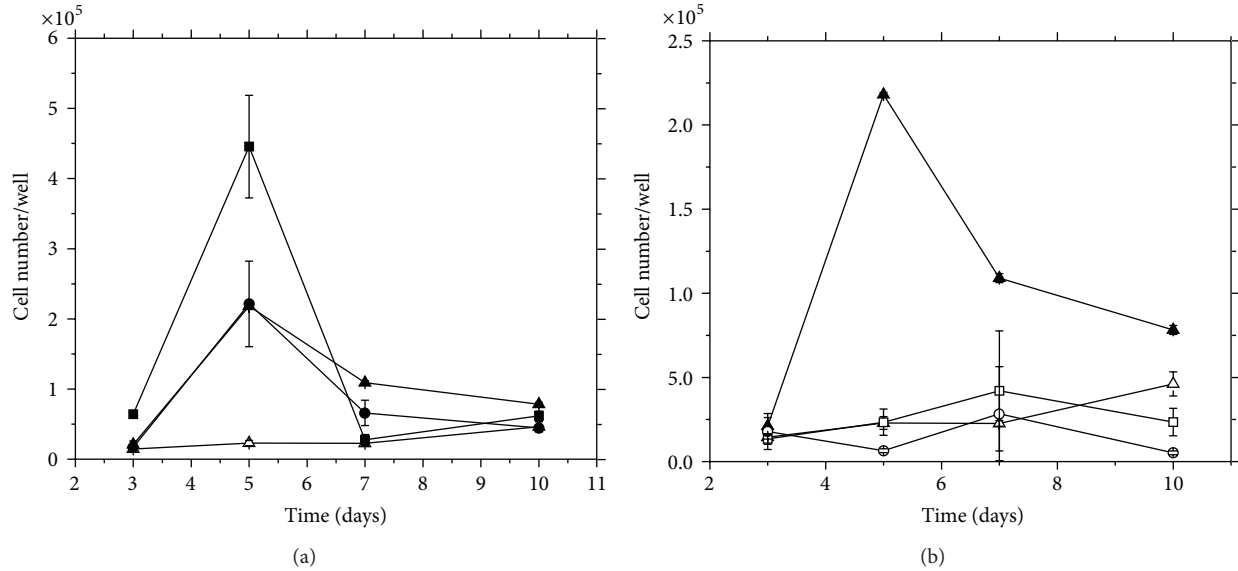 ×10⁵
6
5
4
3
2
1
0
Cell number/well
2 3 4 5 6 7 8 9 10 11
Time (days)
(a)
×10⁵
2.5
2.0
1.5
1.0
5.0
0.0
Cell number/well
2 4 6 8 10
Time (days)
(b)